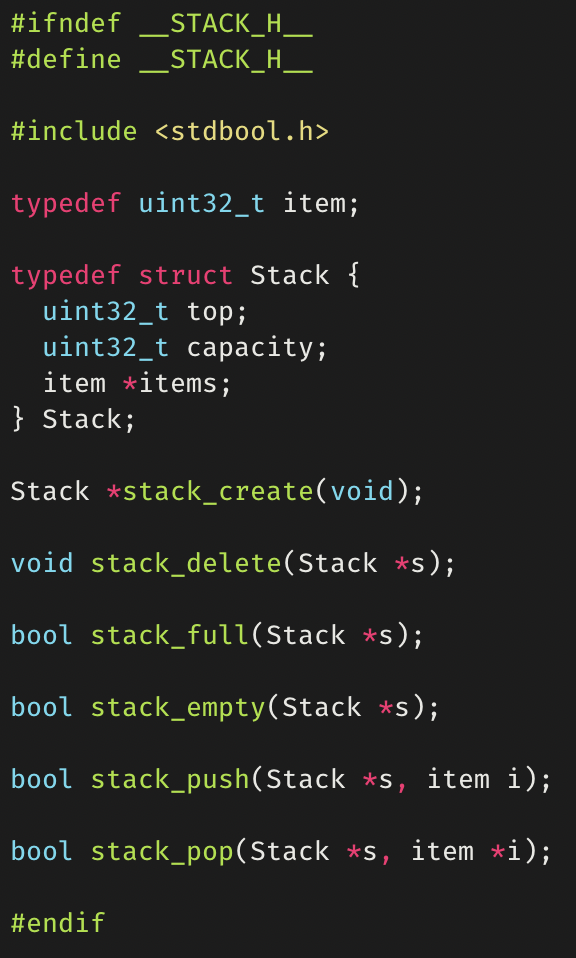 #ifndef __STACK_H__
#define __STACK_H__
#include <stdbool.h>
typedef uint32_t item;
typedef struct Stack {
  uint32_t top;
  uint32_t capacity;
  item *items;
} Stack;
Stack *stack_create(void);
void stack_delete(Stack *s);
bool stack_full(Stack *s);
bool stack_empty(Stack *s);
bool stack_push(Stack *s, item i);
bool stack_pop(Stack *s, item *i);
#endif